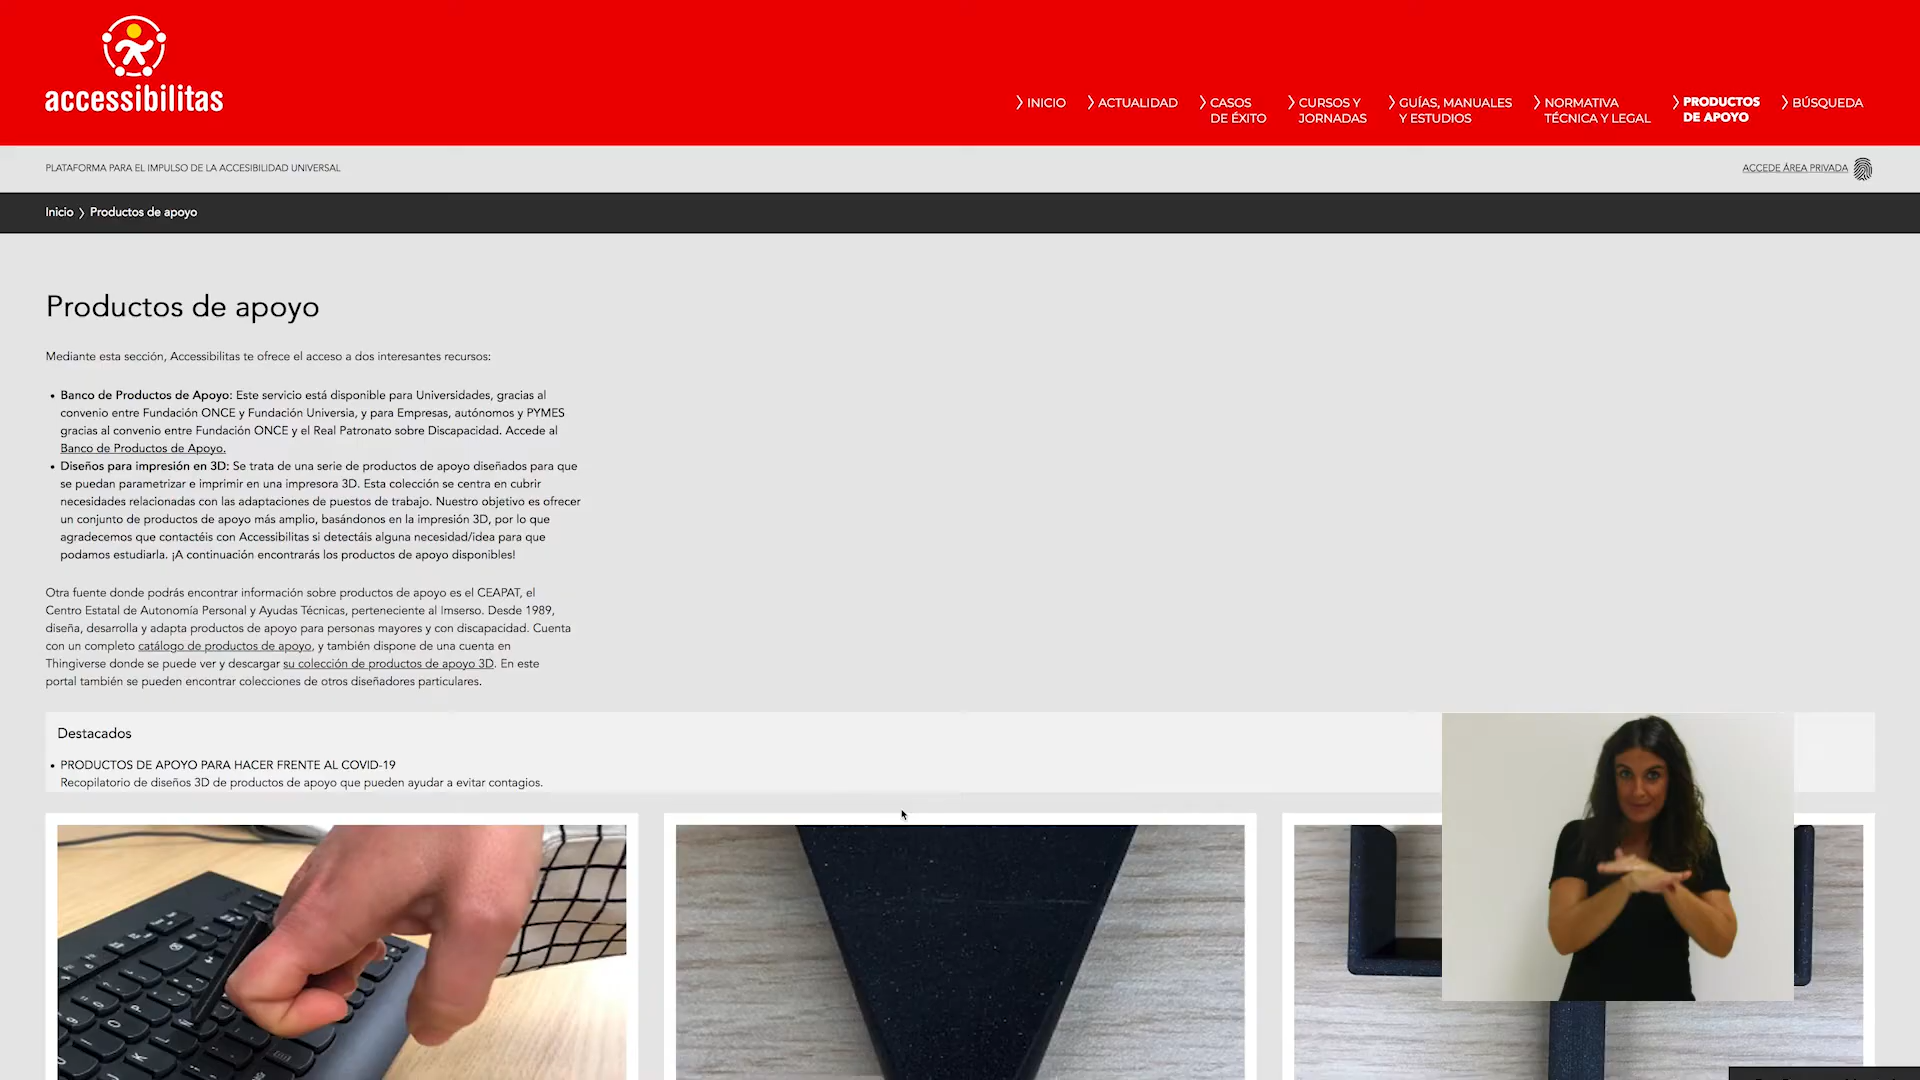 accessibilitas
INICIO
ACTUALIDAD
CASOS
DE ÉXITO
CURSOS Y
JORNADAS
GUÍAS, MANUALES
Y ESTUDIOS
NORMATIVA
TÉCNICA Y LEGAL
PRODUCTOS
DE APOYO
BÚSQUEDA
PLATAFORMA PARA EL IMPULSO DE LA ACCESIBILIDAD UNIVERSAL
ACCEDE ÁREA PRIVADA
Inicio 〉 Productos de apoyo
Productos de apoyo
Mediante esta sección, Accessibilitas te ofrece el acceso a dos interesantes recursos:
• Banco de Productos de Apoyo: Este servicio está disponible para Universidades, gracias al
convenio entre Fundación ONCE y Fundación Universia, y para Empresas, autónomos y PYMES
gracias al convenio entre Fundación ONCE y el Real Patronato sobre Discapacidad. Accede al
Banco de Productos de Apoyo.
• Diseños para impresión en 3D: Se trata de una serie de productos de apoyo diseñados para que
se puedan parametrizar e imprimir en una impresora 3D. Esta colección se centra en cubrir
necesidades relacionadas con las adaptaciones de puestos de trabajo. Nuestro objetivo es ofrecer
un conjunto de productos de apoyo más amplio, basándonos en la impresión 3D, por lo que
agradecemos que contactéis con Accessibilitas si detectáis alguna necesidad/idea para que
podamos estudiarla. ¡A continuación encontrarás los productos de apoyo disponibles!
Otra fuente donde podrás encontrar información sobre productos de apoyo es el CEAPAT, el
Centro Estatal de Autonomía Personal y Ayudas Técnicas, perteneciente al Imserso. Desde 1989,
diseña, desarrolla y adapta productos de apoyo para personas mayores y con discapacidad. Cuenta
con un completo catálogo de productos de apoyo, y también dispone de una cuenta en
Thingiverse donde se puede ver y descargar su colección de productos de apoyo 3D. En este
portal también se pueden encontrar colecciones de otros diseñadores particulares.
Destacados
• PRODUCTOS DE APOYO PARA HACER FRENTE AL COVID-19
Recopilatorio de diseños 3D de productos de apoyo que pueden ayudar a evitar contagios.